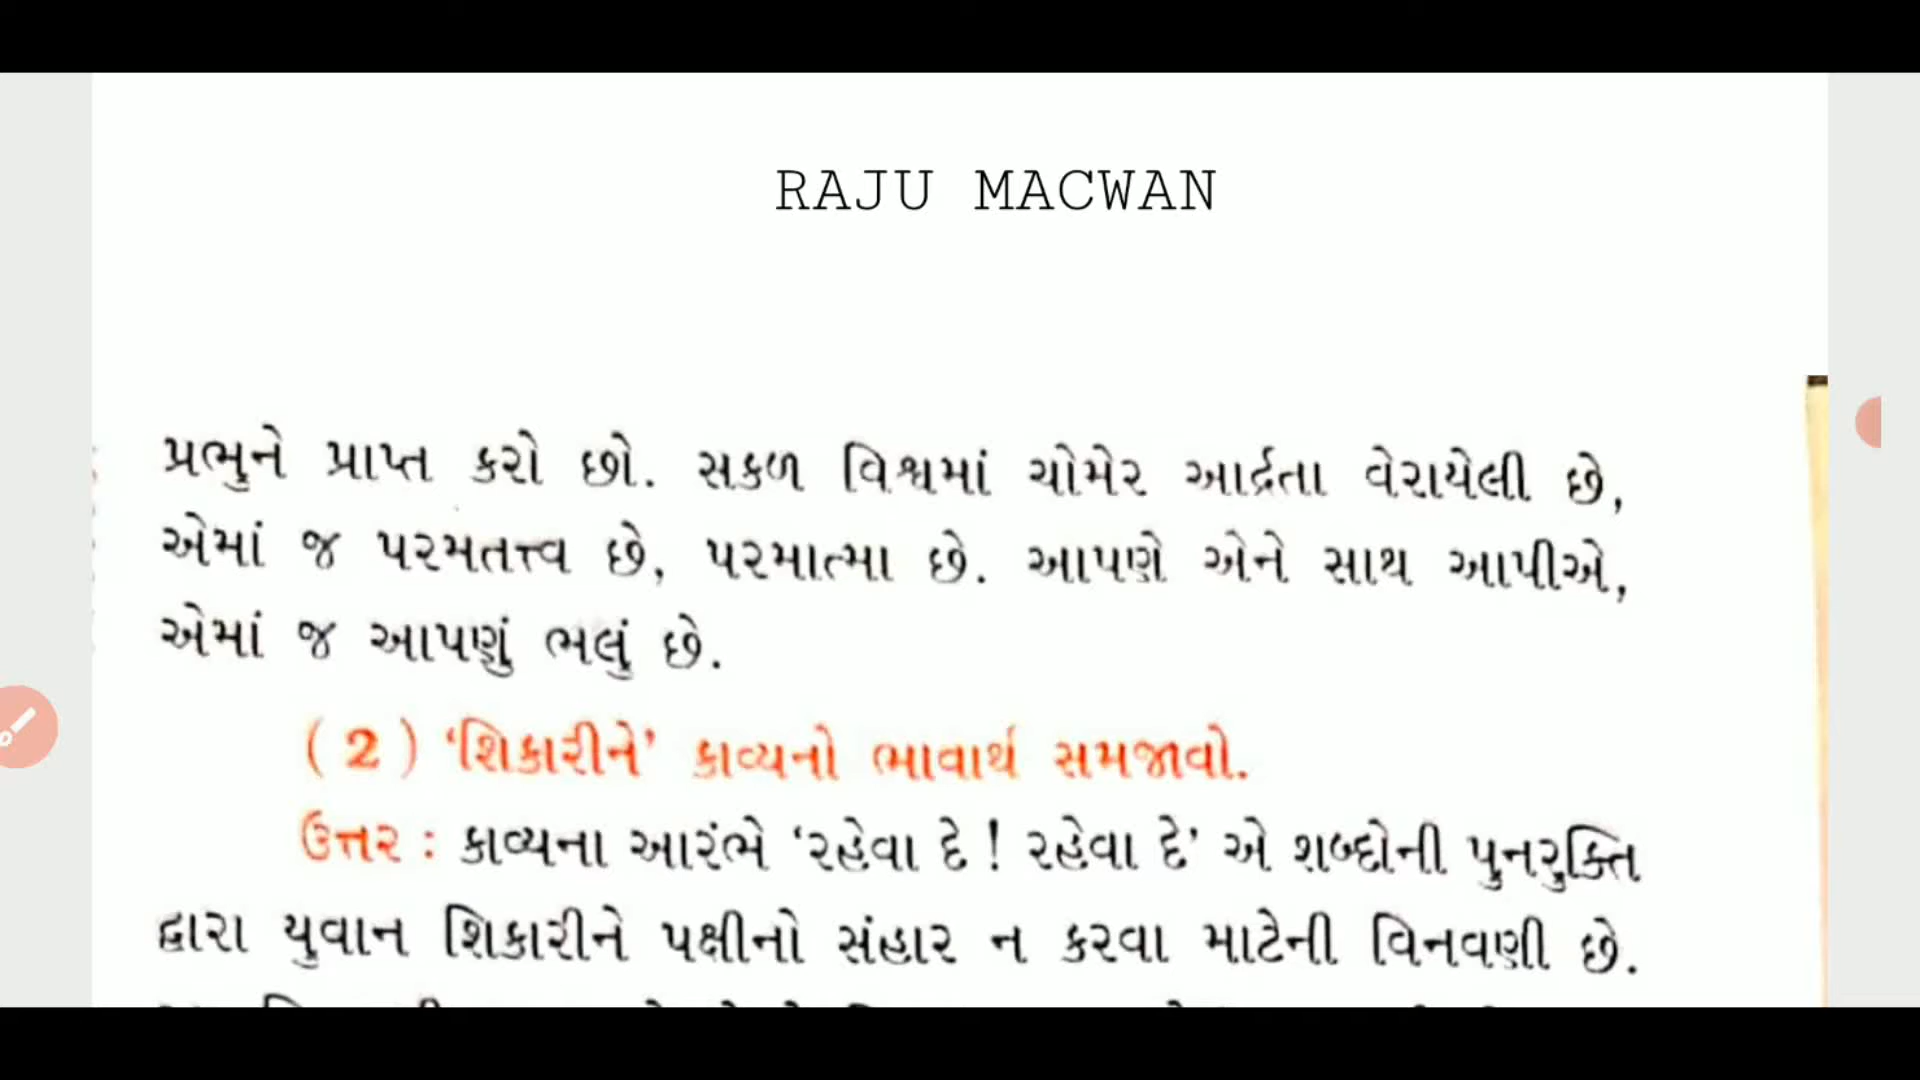 RAJU MACWAN
પ્રભુને પ્રાપ્ત કરો છો. સકળ વિશ્વમાં ચોમેર આર્દ્રતા વેરાયેલી છે,
એમાં જ પરમતત્ત્વ છે, પરમાત્મા છે. આપણે એને સાથ આપીએ,
એમાં જ આપણું ભલું છે.
(2) ‘શિકારીને’ કાવ્યનો ભાવાર્થ સમજાવો.
ઉત્તર : કાવ્યના આરંભે ‘રહેવા દે ! રહેવા દે’ એ શબ્દોની પુનરુક્તિ
દ્વારા યુવાન શિકારીને પક્ષીનો સંહાર ન કરવા માટેની વિનવણી છે.